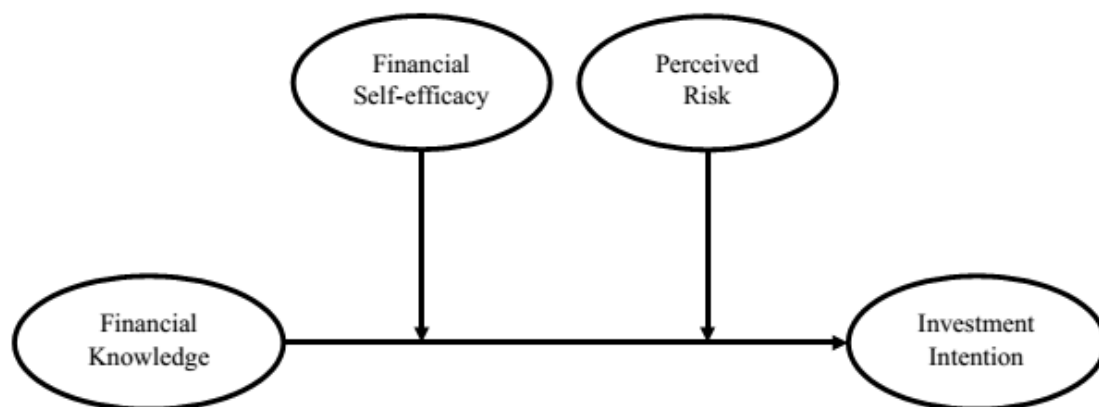 Financial
Self-efficacy
Perceived
Risk
Financial
Knowledge
Investment
Intention